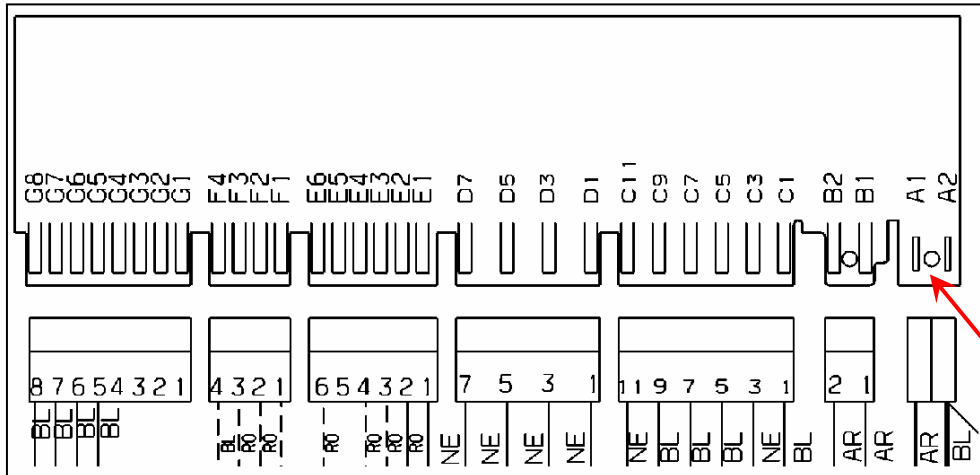 G8 G7 G6 G5 G4 G3 G2 G1 F4 F3 F2 F1 E6 E5 E4 E3 E2 E1 D7 D5 D3 D1 C11 C9 C7 C5 C3 C1 B2 B1 A1 A2
8 7 6 5 4 3 2 1 4 3 2 1 6 5 4 3 2 1 7 5 3 1 11 9 7 5 3 1 2 1
BL BL BL BL BL RO RO RO RO RO RO NE NE NE NE NE BL BL BL NE BL AR AR AR BL